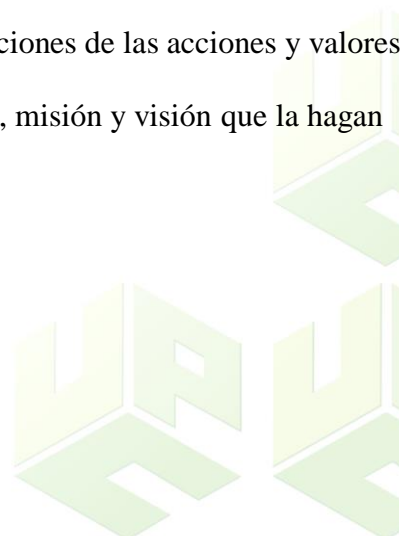 ciones de las acciones y valores
, misión y visión que la hagan